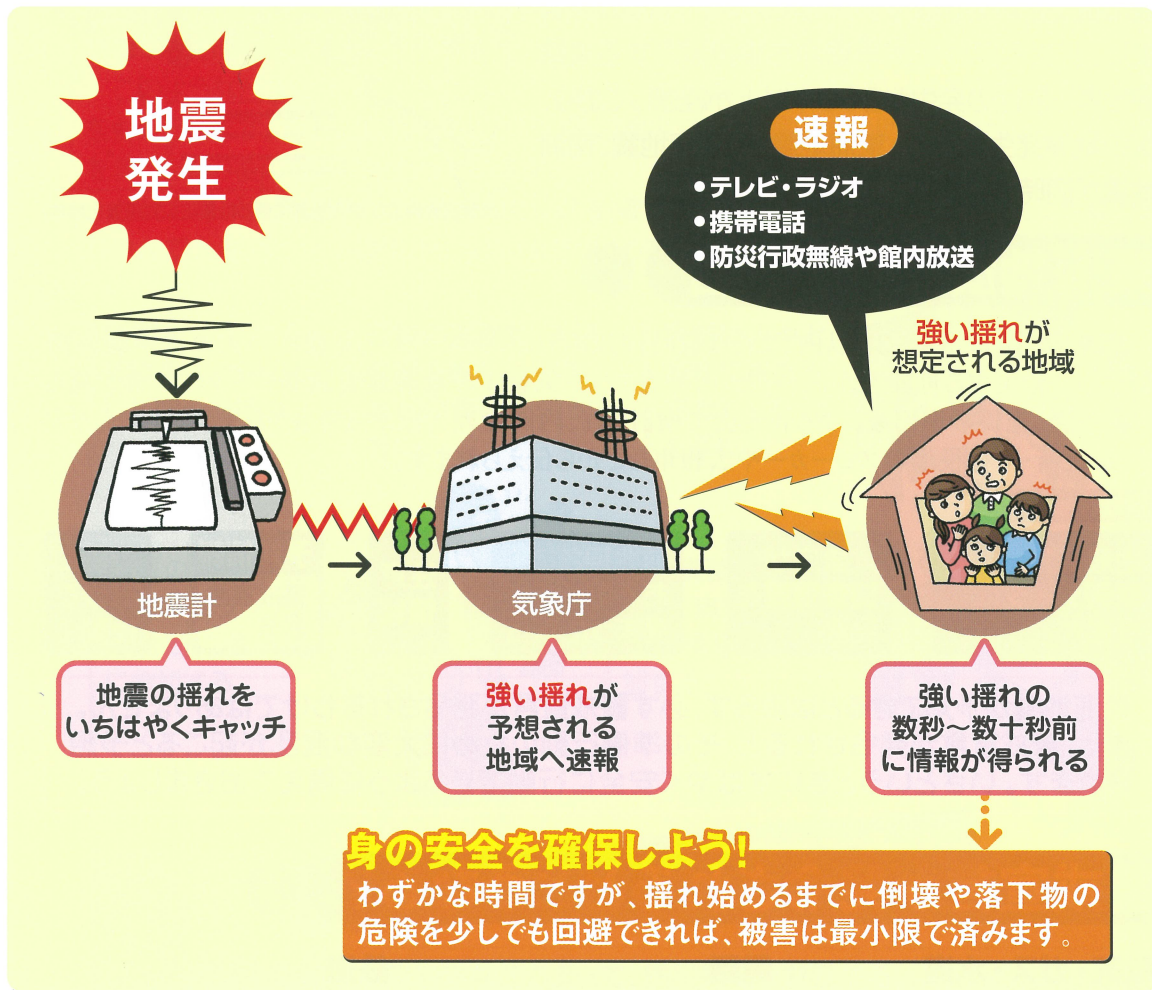 地震
発生
速報
•テレビ・ラジオ
•携帯電話
•防災行政無線や館内放送
強い揺れが
想定される地域
地震計
気象庁
地震の揺れを
いちはやくキャッチ
強い揺れが
予想される
地域へ速報
強い揺れの
数秒～数十秒前
に情報が得られる
身の安全を確保しよう!
わずかな時間ですが、揺れ始めるまでに倒壊や落下物の
危険を少しでも回避できれば、被害は最小限で済みます。